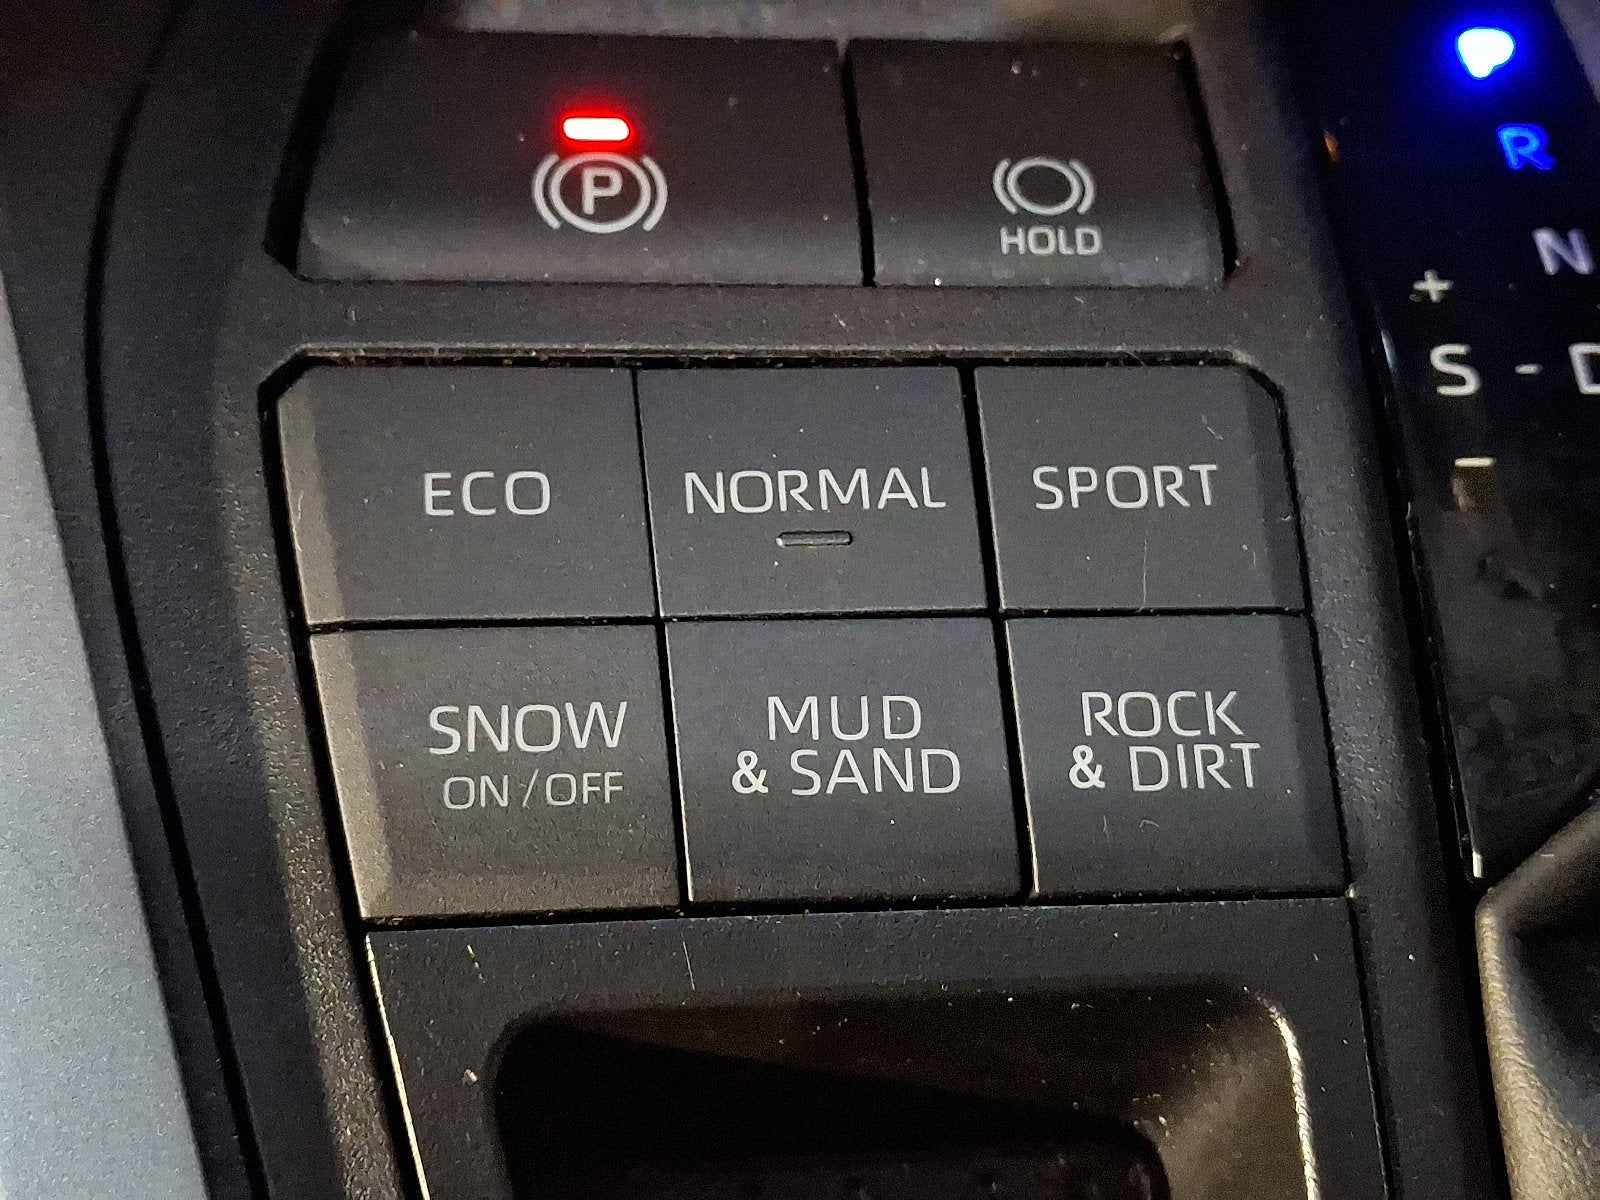 P
HOLD
R
N
+
S - D
-
ECO
NORMAL
SPORT
SNOW
ON/OFF
MUD
& SAND
ROCK
& DIRT